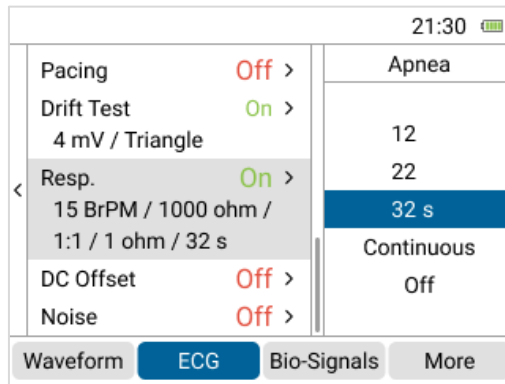 21:30
Pacing Off >
Drift Test On >
4 mV / Triangle
Resp. On >
15 BrPM / 1000 ohm /
1:1 / 1 ohm / 32 s
DC Offset Off >
Noise Off >
<
Apnea
12
22
32 s
Continuous
Off
Waveform ECG Bio-Signals More